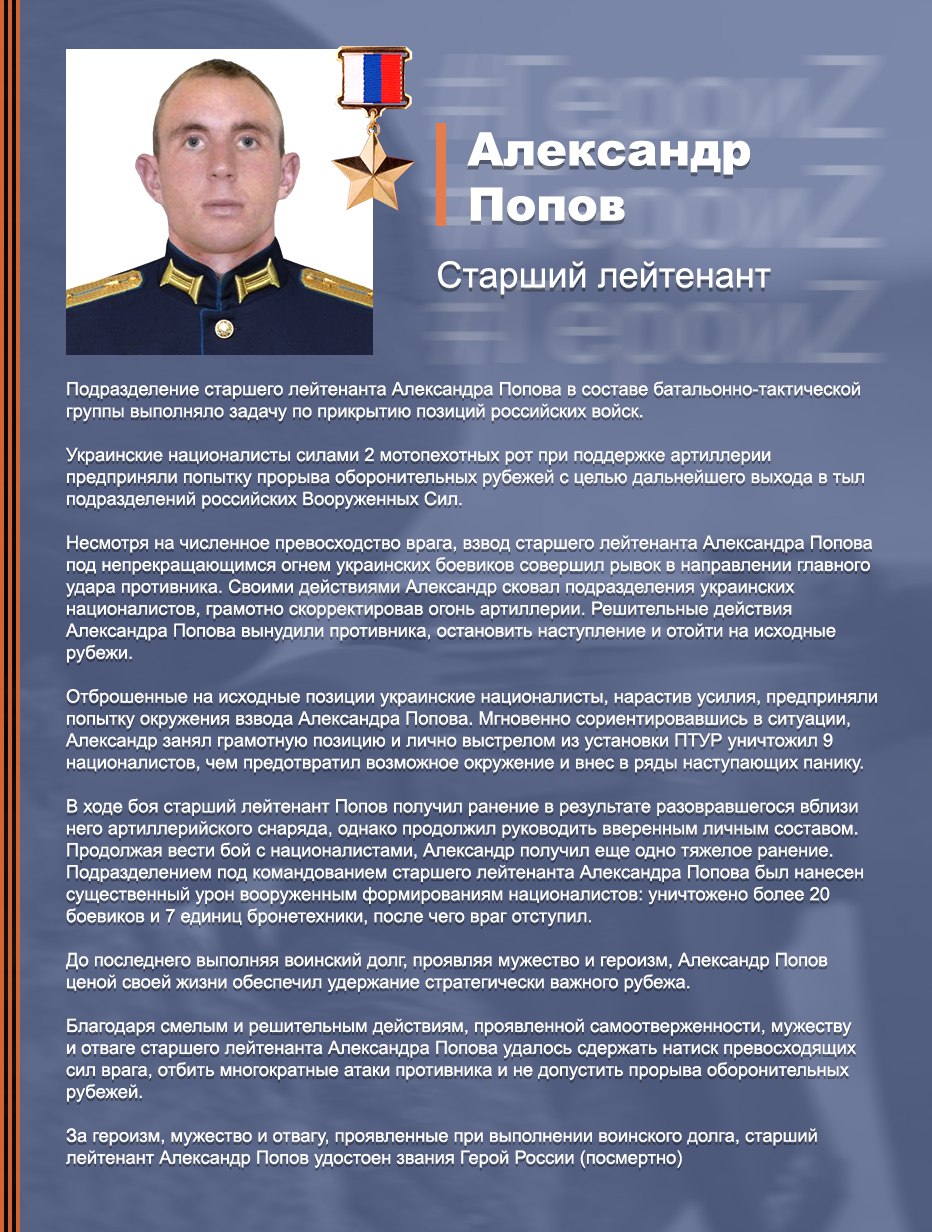 #ГероиZ
#ГероиZ
#ГероиZ
Александр
Попов
Старший лейтенант
Подразделение старшего лейтенанта Александра Попова в составе батальонно-тактической
группы выполняло задачу по прикрытию позиций российских войск.
Украинские националисты силами 2 мотопехотных рот при поддержке артиллерии
предприняли попытку прорыва оборонительных рубежей с целью дальнейшего выхода в тыл
подразделений российских Вооруженных Сил.
Несмотря на численное превосходство врага, взвод старшего лейтенанта Александра Попова
под непрекращающимся огнем украинских боевиков совершил рывок в направлении главного
удара противника. Своими действиями Александр сковал подразделения украинских
националистов, грамотно скорректировав огонь артиллерии. Решительные действия
Александра Попова вынудили противника, остановить наступление и отойти на исходные
рубежи.
Отброшенные на исходные позиции украинские националисты, нарастив усилия, предприняли
попытку окружения взвода Александра Попова. Мгновенно сориентировавшись в ситуации,
Александр занял грамотную позицию и лично выстрелом из установки ПТУР уничтожил 9
националистов, чем предотвратил возможное окружение и внес в ряды наступающих панику.
В ходе боя старший лейтенант Попов получил ранение в результате разовравшегося вблизи
него артиллерийского снаряда, однако продолжил руководить вверенным личным составом.
Продолжая вести бой с националистами, Александр получил еще одно тяжелое ранение.
Подразделением под командованием старшего лейтенанта Александра Попова был нанесен
существенный урон вооруженным формированиям националистов: уничтожено более 20
боевиков и 7 единиц бронетехники, после чего враг отступил.
До последнего выполняя воинский долг, проявляя мужество и героизм, Александр Попов
ценой своей жизни обеспечил удержание стратегически важного рубежа.
Благодаря смелым и решительным действиям, проявленной самоотверженности, мужеству
и отваге старшего лейтенанта Александра Попова удалось сдержать натиск превосходящих
сил врага, отбить многократные атаки противника и не допустить прорыва оборонительных
рубежей.
За героизм, мужество и отвагу, проявленные при выполнении воинского долга, старший
лейтенант Александр Попов удостоен звания Герой России (посмертно)